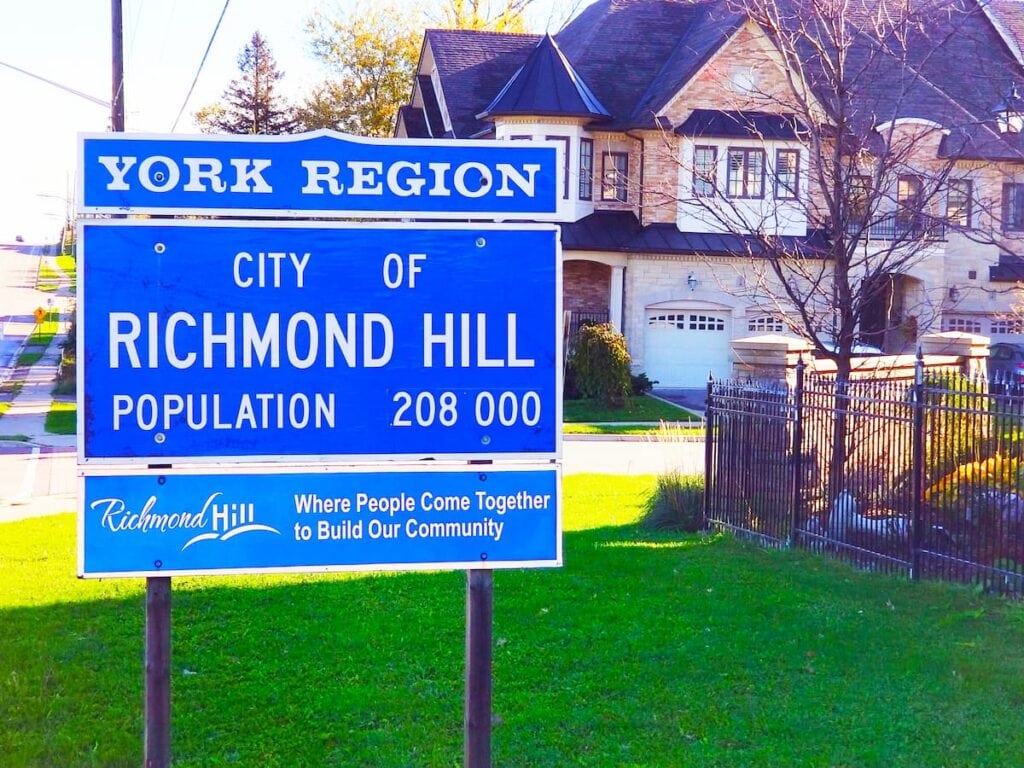 YORK REGION
CITY OF
RICHMOND HILL
POPULATION 208 000
Richmond Hill
Where People Come Together
to Build Our Community